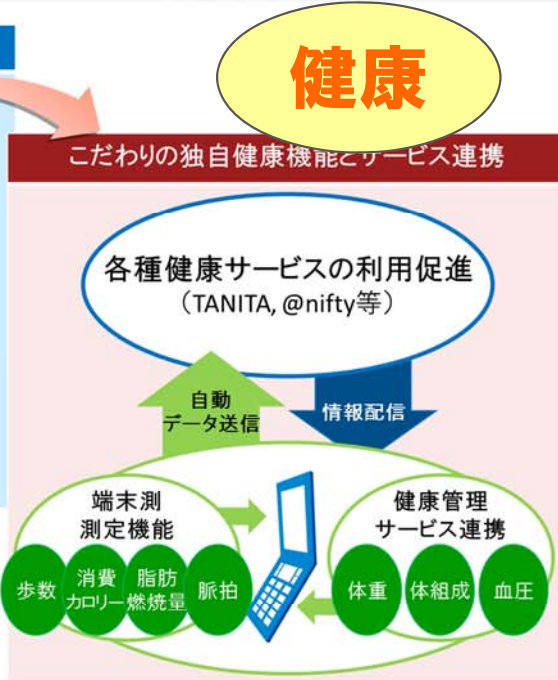 健康
こだわりの独自健康機能とサービス連携
各種健康サービスの利用促進
（TANITA, @nifty等）
自動
データ送信
情報配信
端末測
測定機能
健康管理
サービス連携
歩数
消費
カロリー
脂肪
燃焼量
脈拍
体重
体組成
血圧